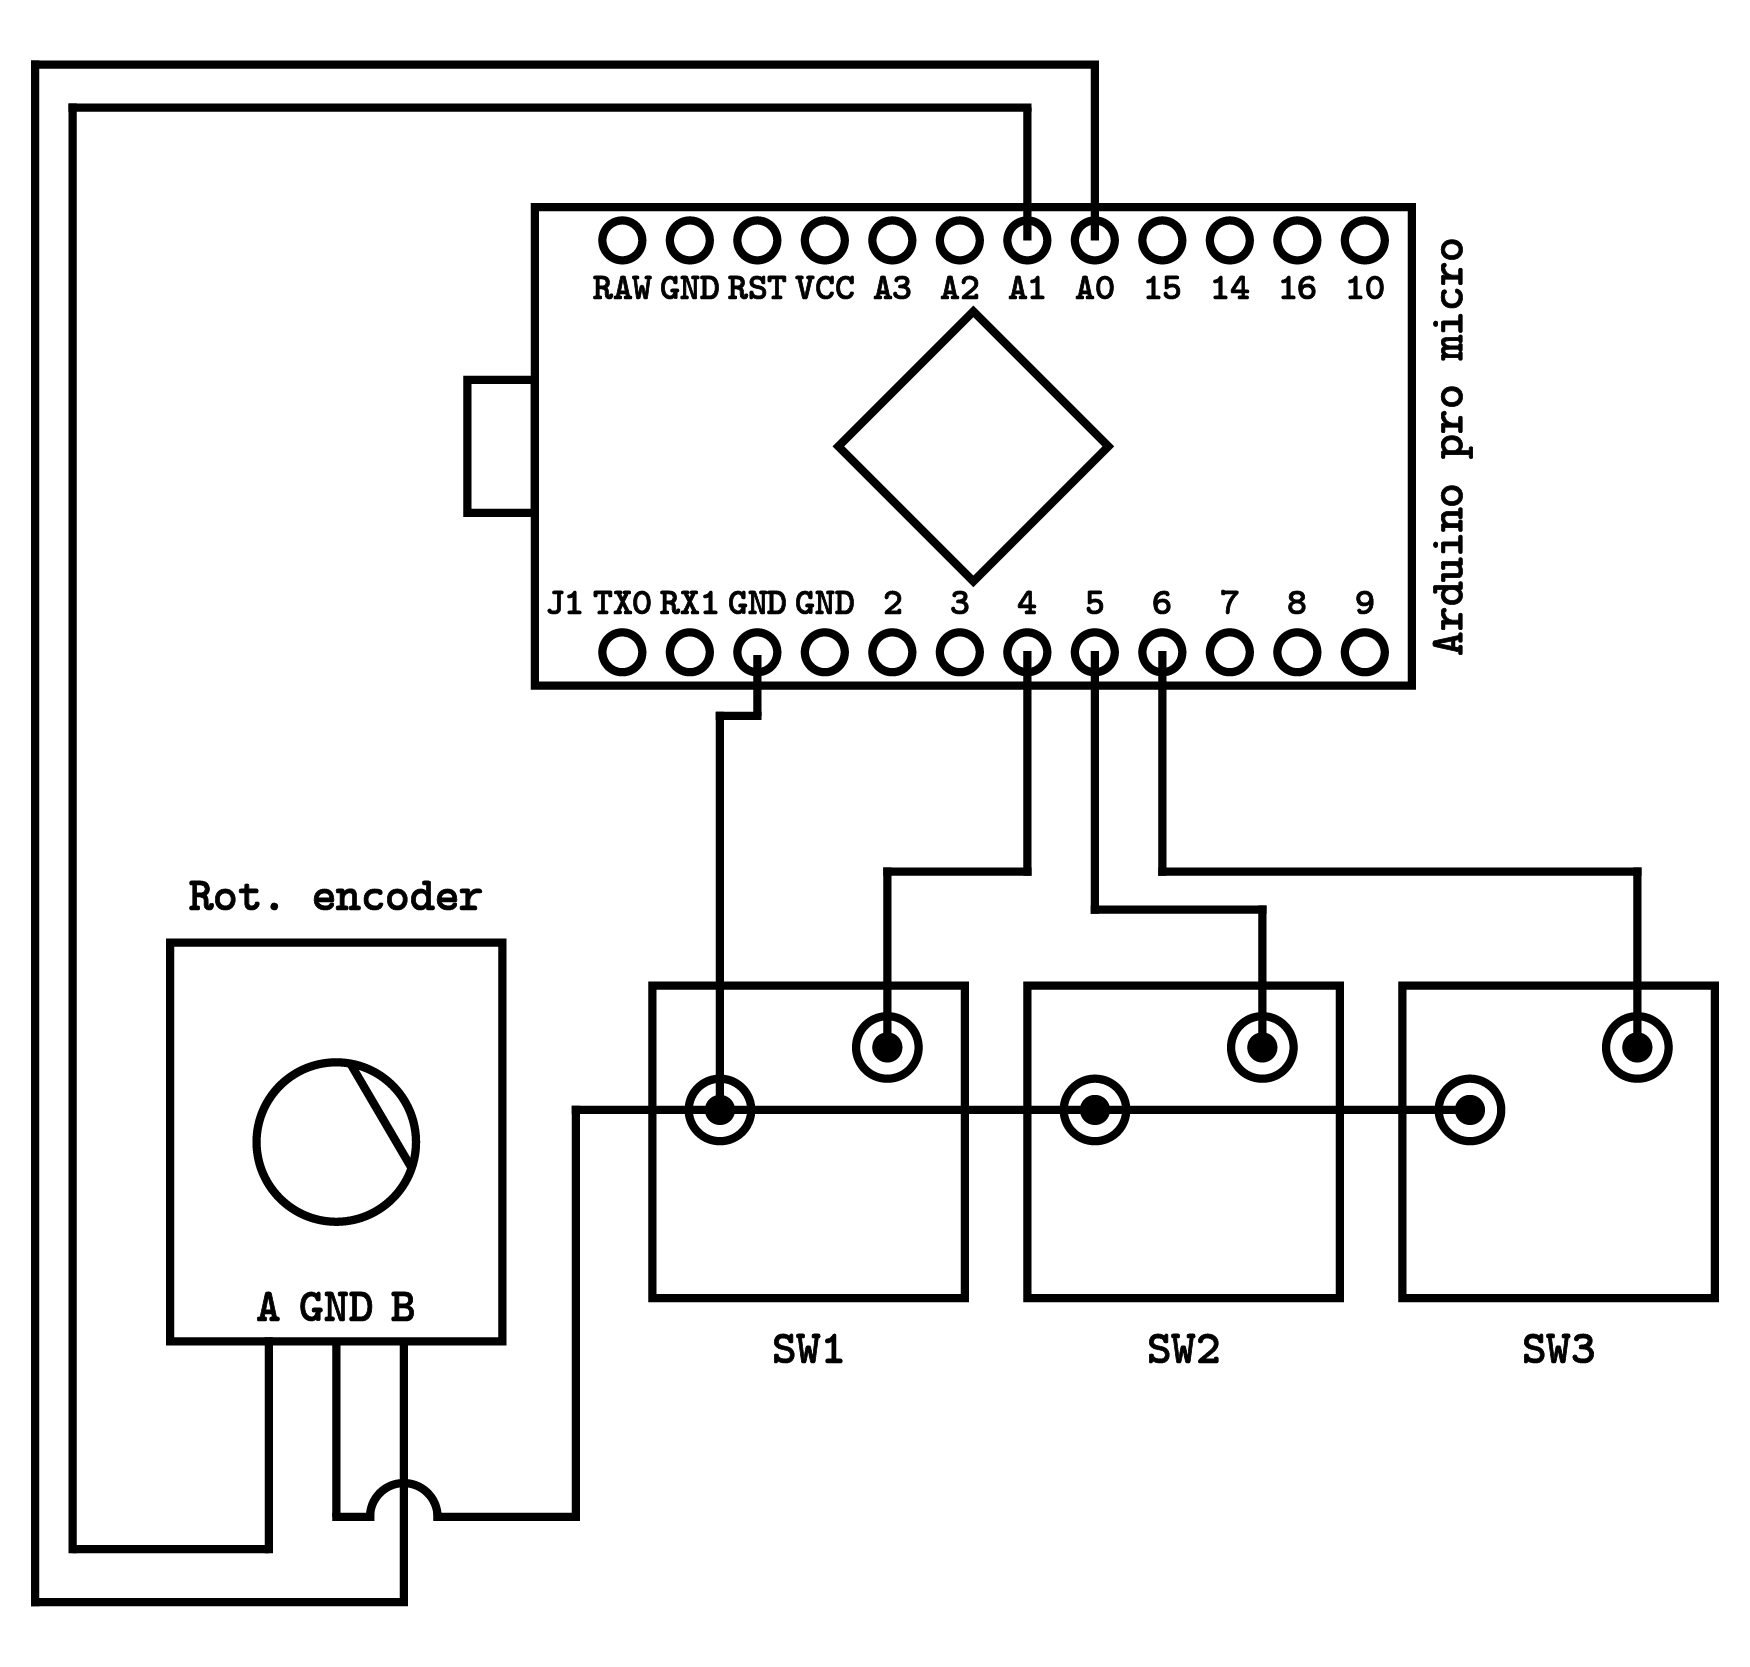 RAW GND RST VCC A3 A2 A1 A0 15 14 16 10
Arduino pro micro
J1 TXO RX1 GND GND 2 3 4 5 6 7 8 9
Rot. encoder
A GND B
SW1 SW2 SW3